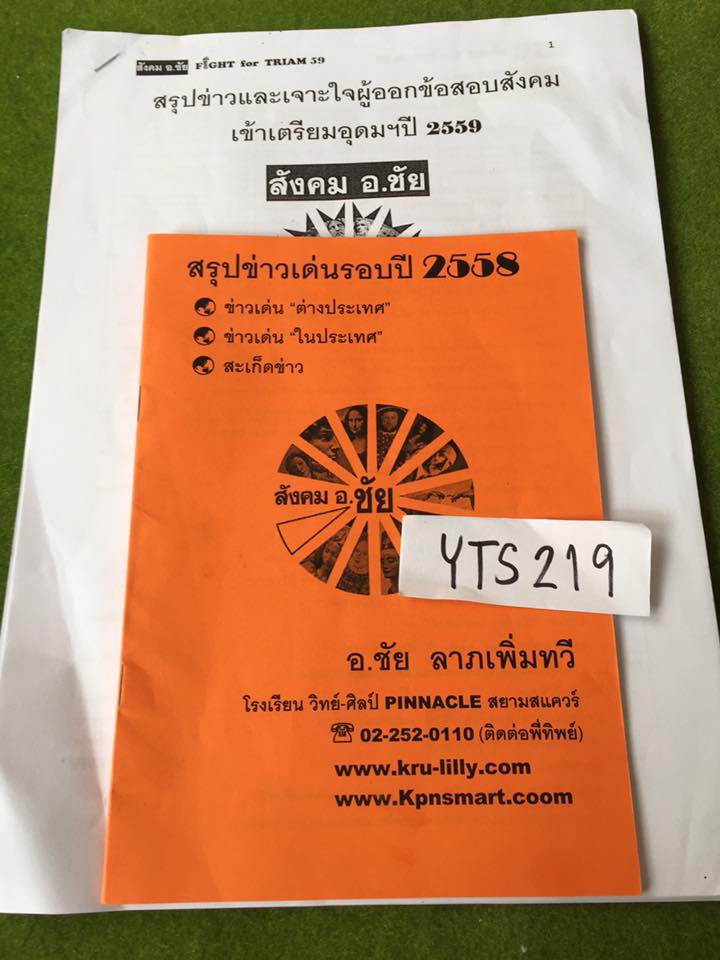 สังคม อ.ชัย FIGHT for TRIAM 59
1
สรุปข่าวและเจาะใจผู้ออกข้อสอบสังคม
เข้าเตรียมอุดมฯปี 2559
สังคม อ.ชัย
สรุปข่าวเด่นรอบปี 2558
ข่าวเด่น "ต่างประเทศ"
ข่าวเด่น "ในประเทศ"
สะเก็ดข่าว
สังคม อ.ชัย
YTS219
อ.ชัย ลาภเพิ่มทวี
โรงเรียน วิทย์-ศิลป์ PINNACLE สยามสแควร์
☎ 02-252-0110 (ติดต่อพี่ทิพย์)
www.kru-lilly.com
www.Kpnsmart.coom